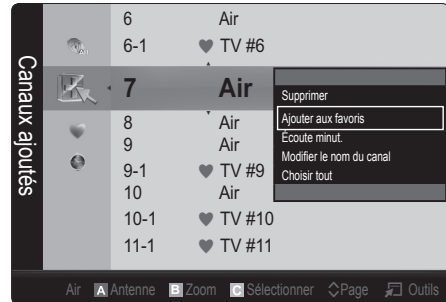 Canaux ajoutés
All
6 Air
6-1 ♥ TV #6
7 Air
8 Air
9 Air
9-1 ♥ TV #9
10 Air
10-1 ♥ TV #10
11-1 ♥ TV #11
Supprimer
Ajouter aux favoris
Écoute minut.
Modifier le nom du canal
Choisir tout
Air A Antenne B Zoom C Sélectionner Page Outils